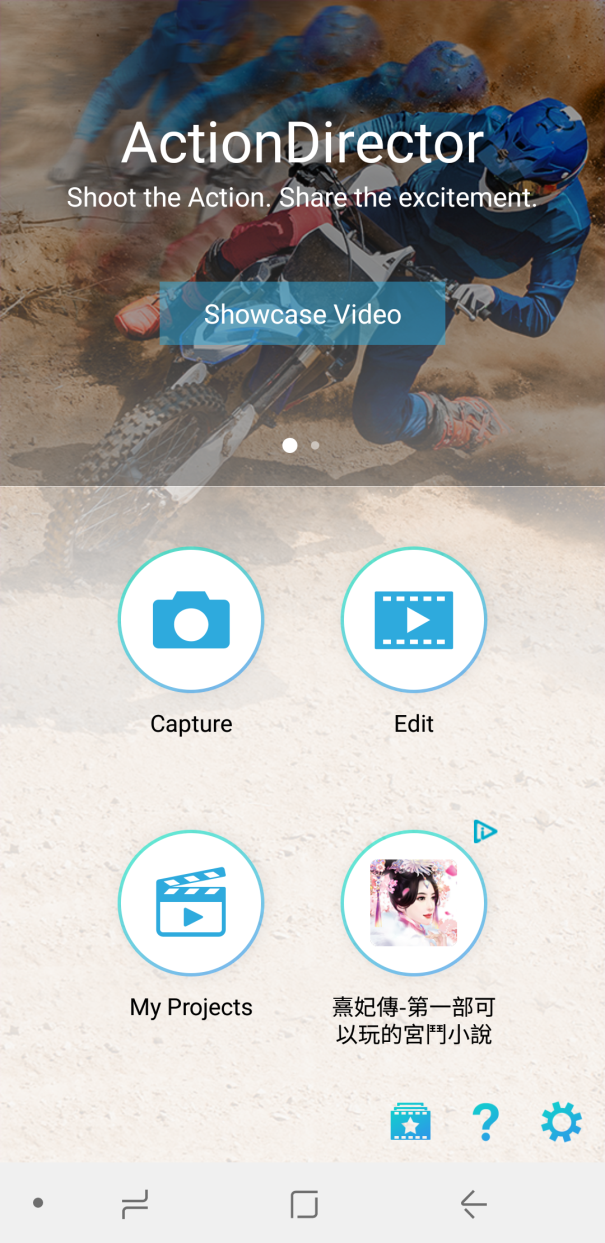 ActionDirector
Shoot the Action. Share the excitement.
Showcase Video
Capture
Edit
My Projects
熹妃傳-第一部可
以玩的宮鬥小說